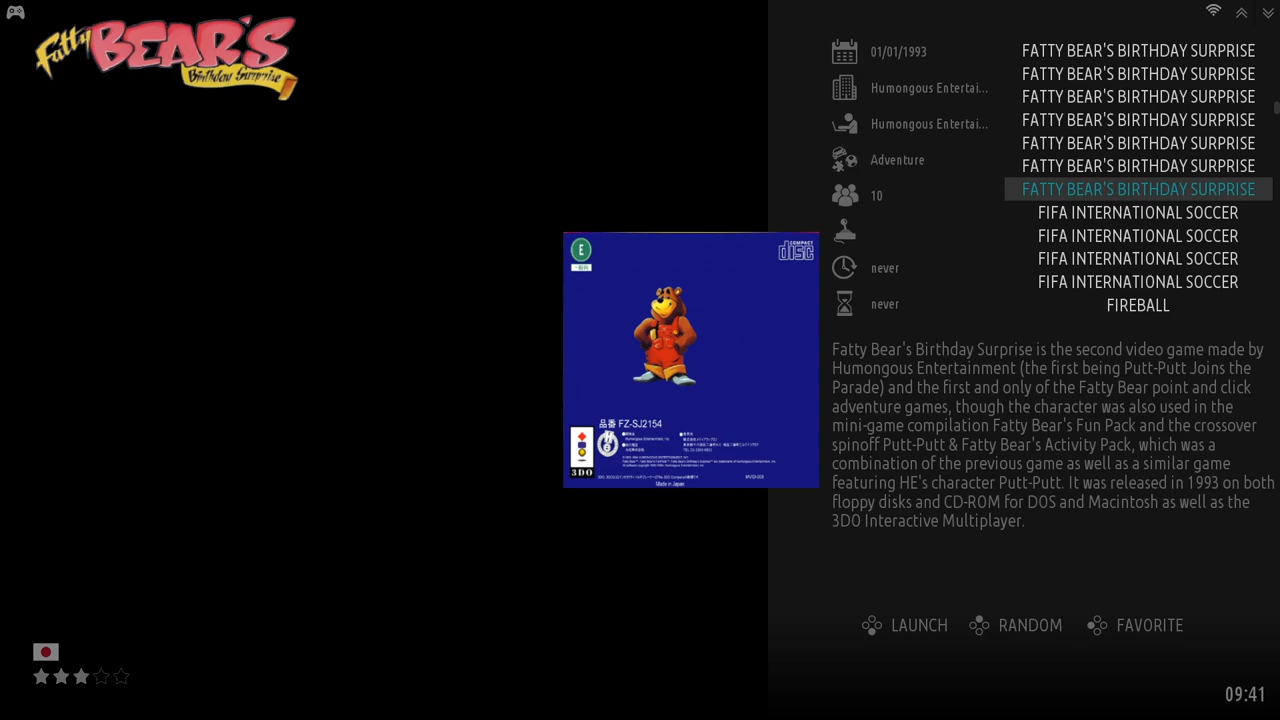 Fatty BEAR'S
Birthday Surprise
01/01/1993
Humongous Entertai...
Humongous Entertai...
Adventure
10
never
never
FATTY BEAR'S BIRTHDAY SURPRISE
FATTY BEAR'S BIRTHDAY SURPRISE
FATTY BEAR'S BIRTHDAY SURPRISE
FATTY BEAR'S BIRTHDAY SURPRISE
FATTY BEAR'S BIRTHDAY SURPRISE
FATTY BEAR'S BIRTHDAY SURPRISE
FATTY BEAR'S BIRTHDAY SURPRISE
FIFA INTERNATIONAL SOCCER
FIFA INTERNATIONAL SOCCER
FIFA INTERNATIONAL SOCCER
FIFA INTERNATIONAL SOCCER
FIREBALL
E
COMPACT
disc
品番 FZ-SJ2154
3DO
Made in Japan
Fatty Bear's Birthday Surprise is the second video game made by
Humongous Entertainment (the first being Putt-Putt Joins the
Parade) and the first and only of the Fatty Bear point and click
adventure games, though the character was also used in the
mini-game compilation Fatty Bear's Fun Pack and the crossover
spinoff Putt-Putt & Fatty Bear's Activity Pack, which was a
combination of the previous game as well as a similar game
featuring HE's character Putt-Putt. It was released in 1993 on both
floppy disks and CD-ROM for DOS and Macintosh as well as the
3DO Interactive Multiplayer.
LAUNCH
RANDOM
FAVORITE
09:41